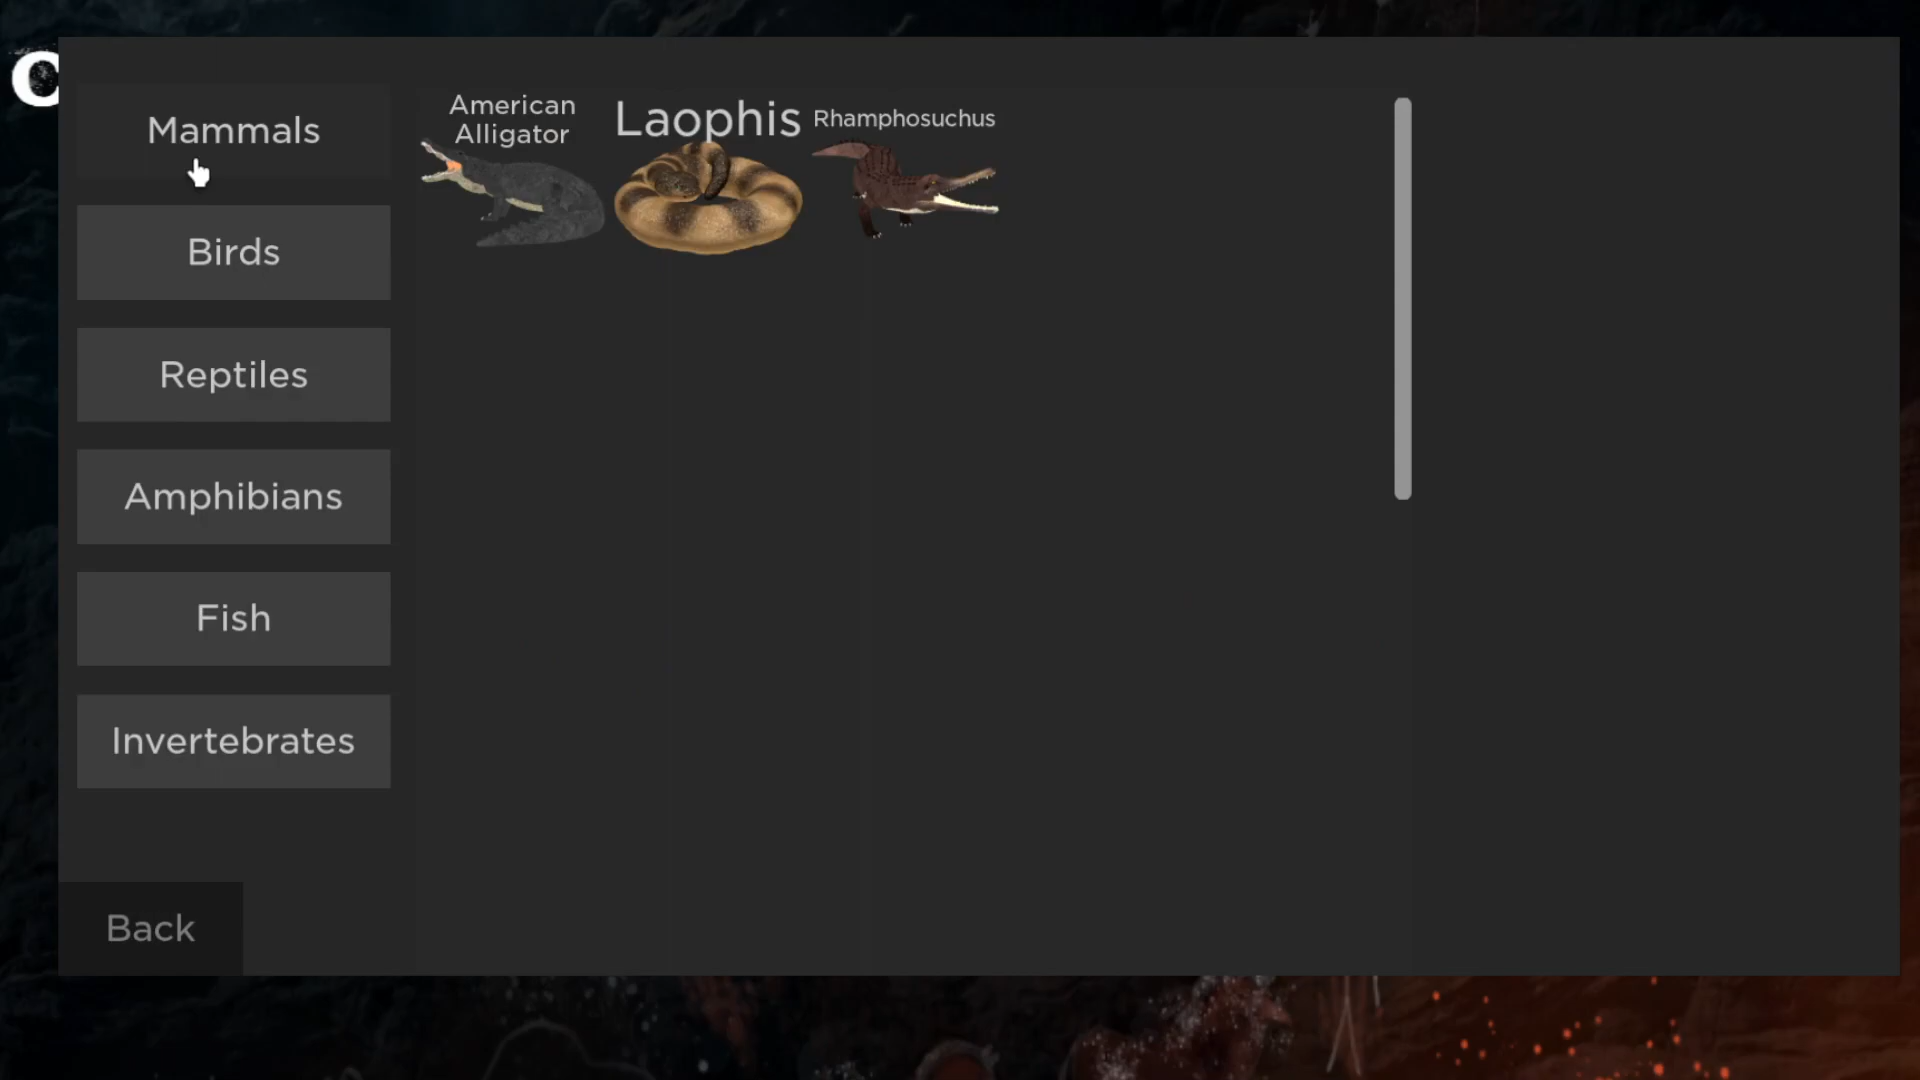 Mammals
Birds
Reptiles
Amphibians
Fish
Invertebrates
Back
American
Alligator
Laophis
Rhamphosuchus